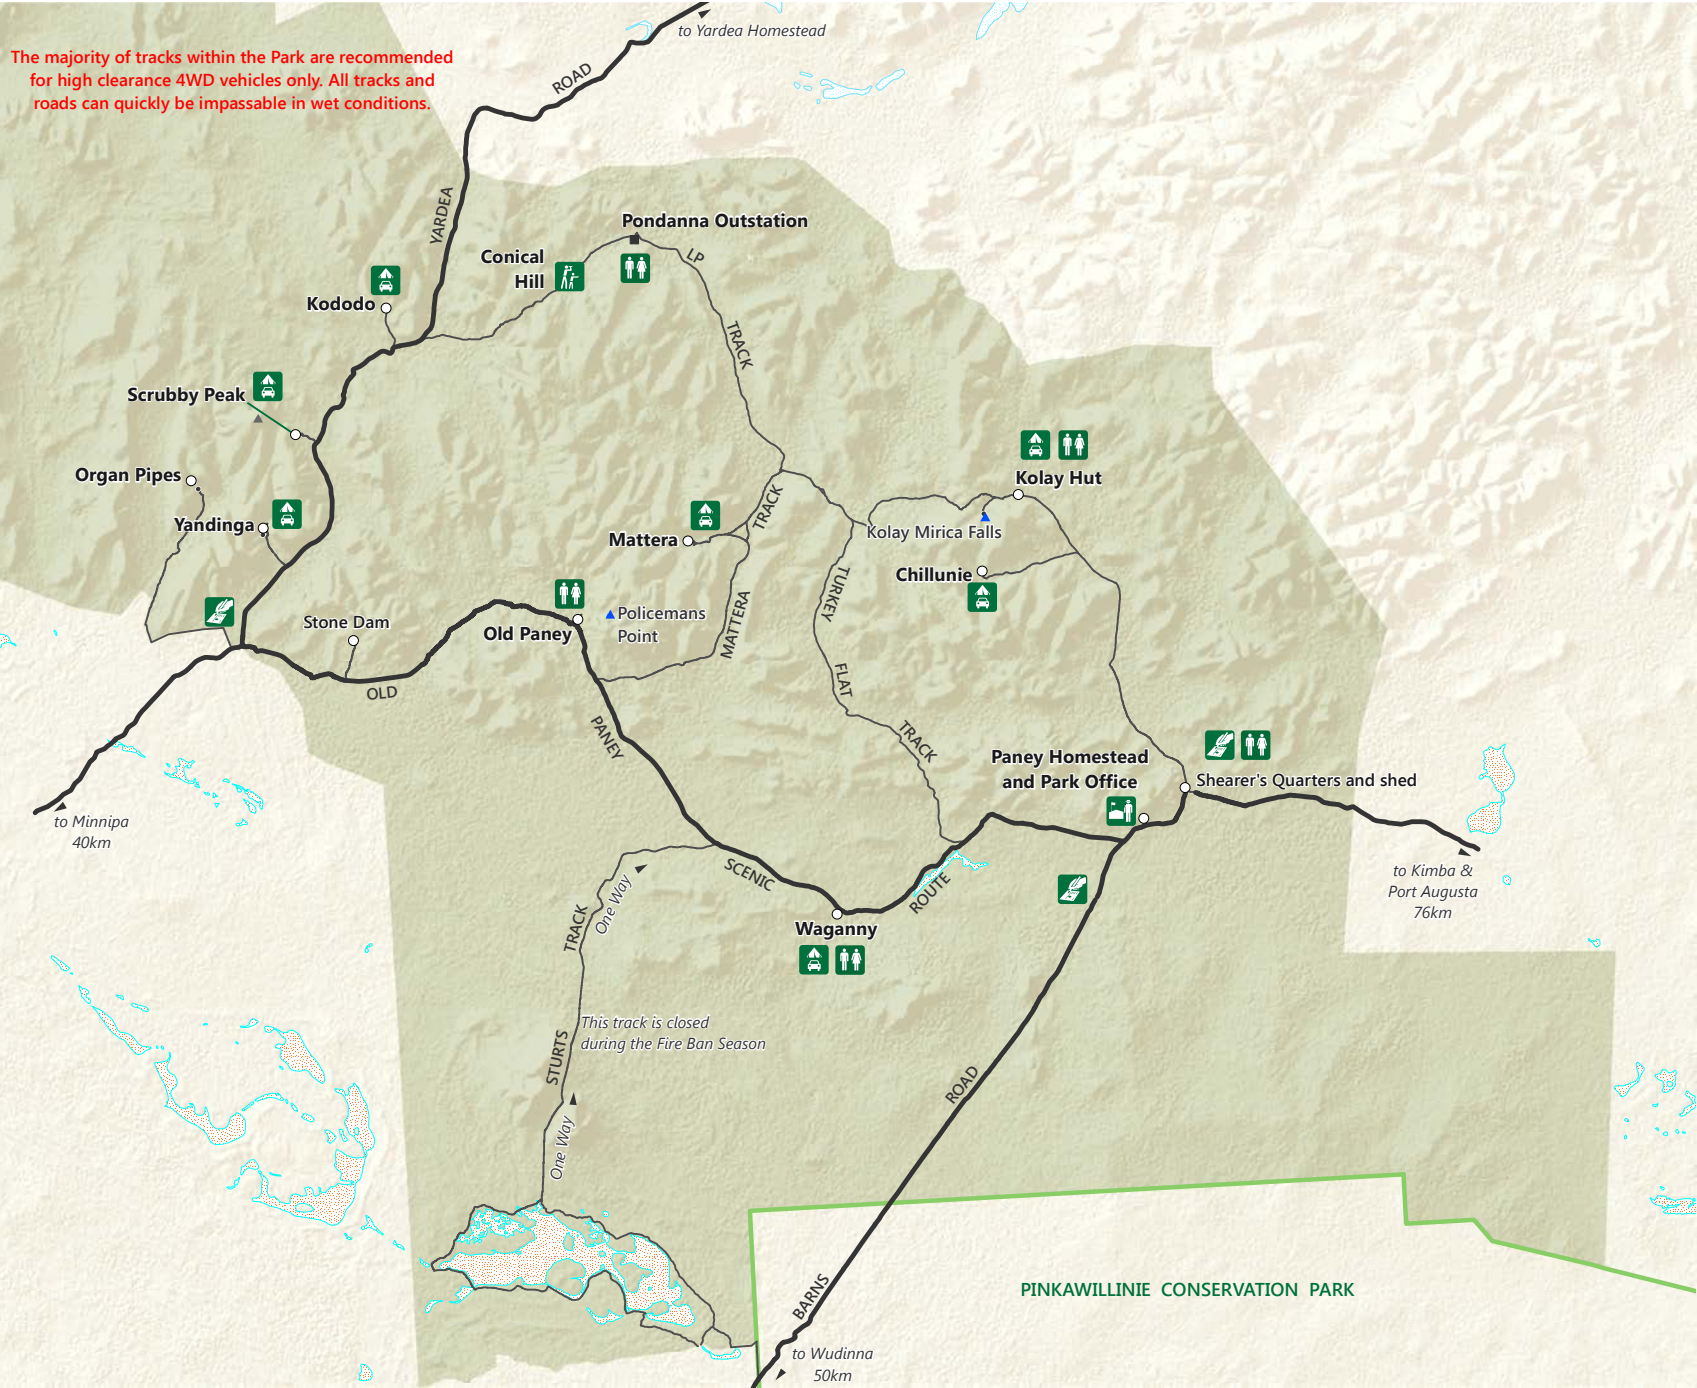 to Yardea Homestead
The majority of tracks within the Park are recommended
for high clearance 4WD vehicles only. All tracks and
roads can quickly be impassable in wet conditions.
ROAD
YARDEA
Pondanna Outstation
Conical
Hill
LP
TRACK
Kododo
Scrubby Peak
Organ Pipes
Yandinga
Kolay Hut
Kolay Mirica Falls
TRACK
Mattera
Chillunie
TURKEY
FLAT
TRACK
MATTERA
Policemans
Point
Old Paney
Stone Dam
OLD
PANEY
SCENIC
ROUTE
Paney Homestead
and Park Office
Shearer's Quarters and shed
to Minnipa
40km
to Kimba &
Port Augusta
76km
Waganny
One Way
TRACK
This track is closed
during the Fire Ban Season
STURTS
One Way
ROAD
BARNS
PINKAWILLINIE CONSERVATION PARK
to Wudinna
50km